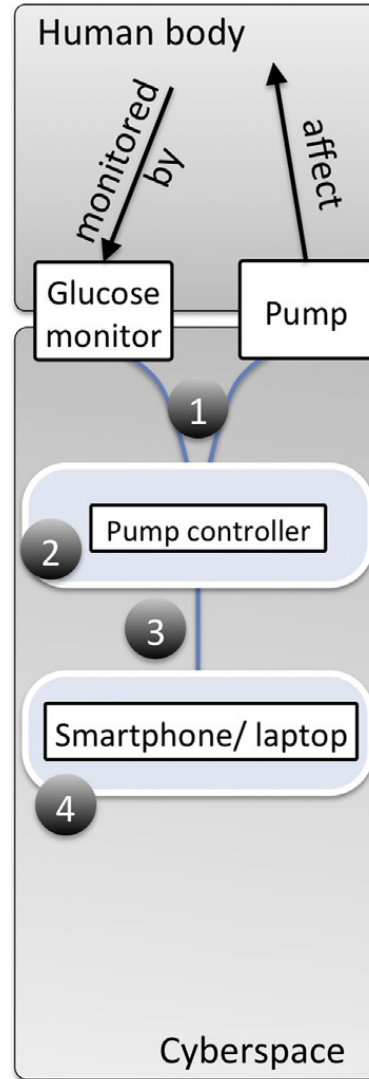 Human body
monitored
by
affect
Glucose
monitor
Pump
1
Pump controller
2
3
Smartphone/ laptop
4
Cyberspace